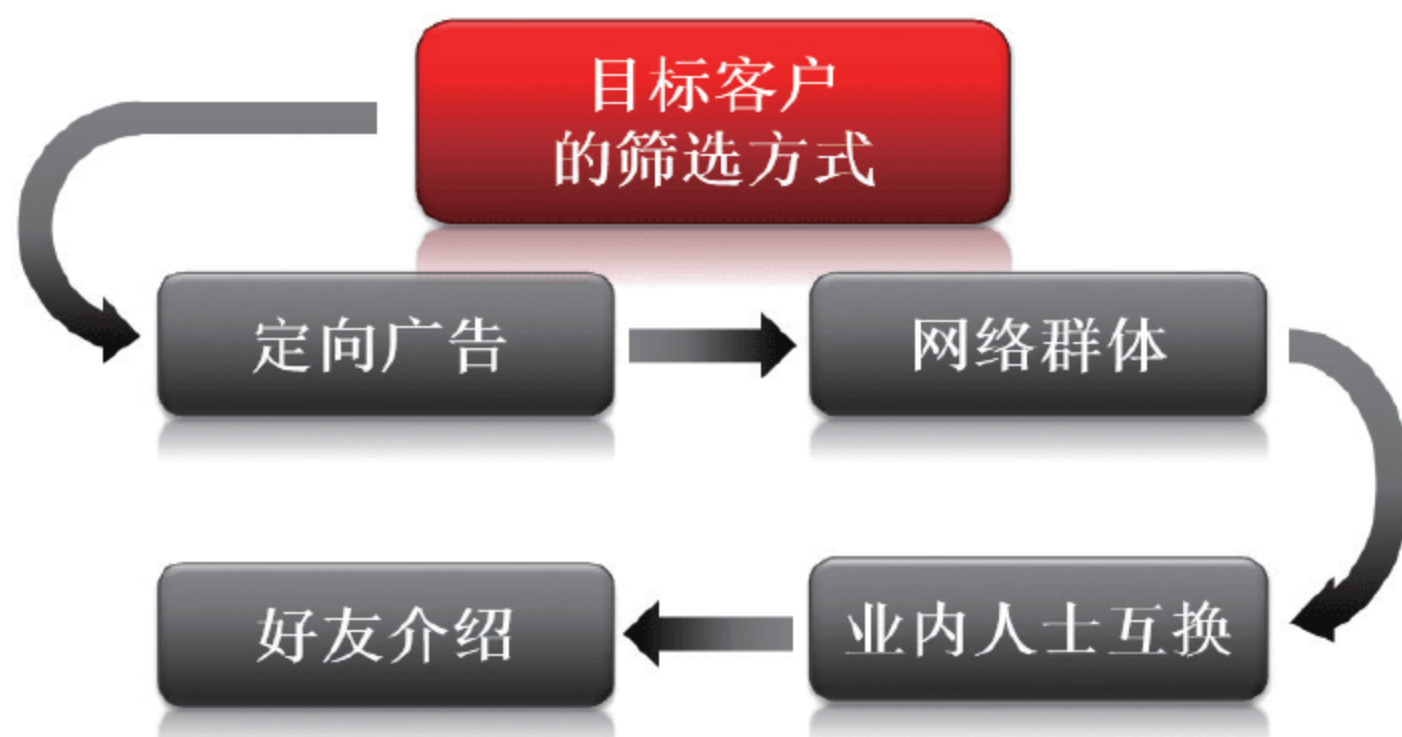 目标客户
的筛选方式
定向广告
网络群体
业内人士互换
好友介绍